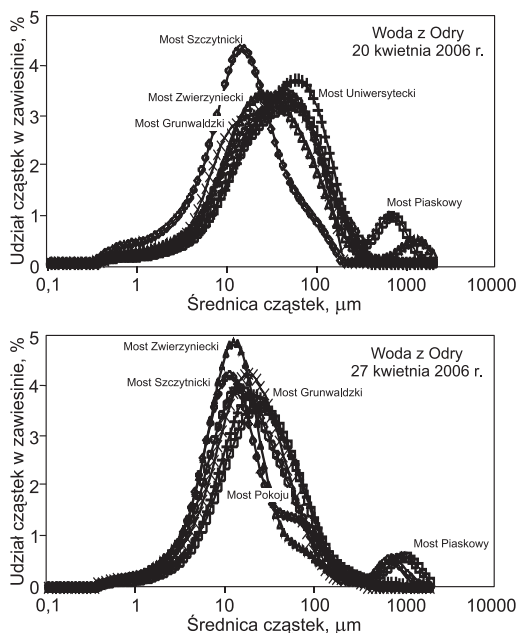 Udział cząstek w zawiesinie, %
5
4
3
2
1
0
Woda z Odry
20 kwietnia 2006 r.
Most Szczytnicki
Most Zwierzyniecki
Most Uniwersytecki
Most Grunwaldzki
Most Piaskowy
0,1
1
10
100
1000
10000
Średnica cząstek, μm
Udział cząstek w zawiesinie, %
5
4
3
2
1
0
Woda z Odry
27 kwietnia 2006 r.
Most Zwierzyniecki
Most Szczytnicki
Most Grunwaldzki
Most Pokoju
Most Piaskowy
0,1
1
10
100
1000
10000
Średnica cząstek, μm